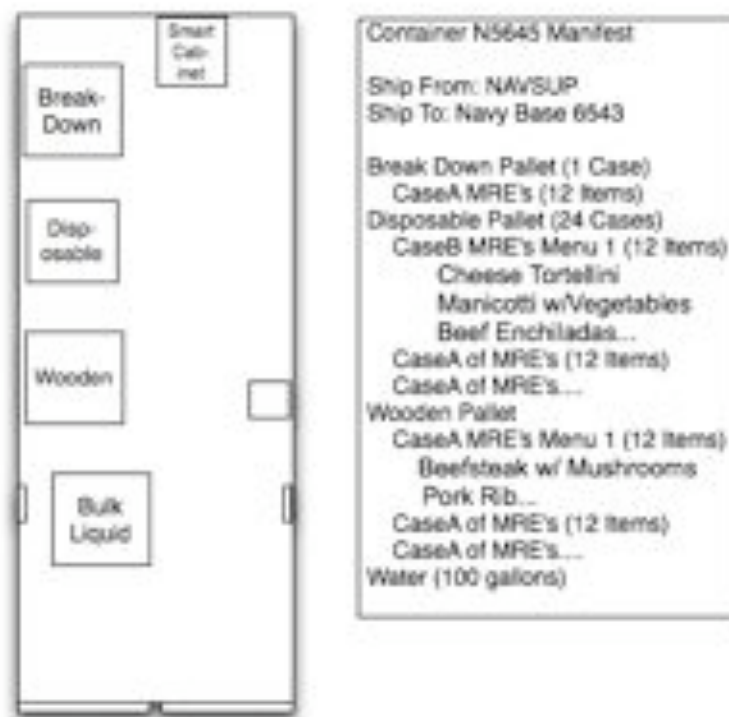 Smart
Cab-
inet
Break-
Down
Disp-
osable
Wooden
Bulk
Liquid
Container N5645 Manifest
Ship From: NAVSUP
Ship To: Navy Base 6543
Break Down Pallet (1 Case)
CaseA MRE's (12 Items)
Disposable Pallet (24 Cases)
CaseB MRE's Menu 1 (12 Items)
Cheese Tortellini
Manicotti w/Vegetables
Beef Enchiladas...
CaseA of MRE's (12 Items)
CaseA of MRE's....
Wooden Pallet
CaseA MRE's Menu 1 (12 Items)
Beefsteak w/ Mushrooms
Pork Rib...
CaseA of MRE's (12 Items)
CaseA of MRE's....
Water (100 gallons)